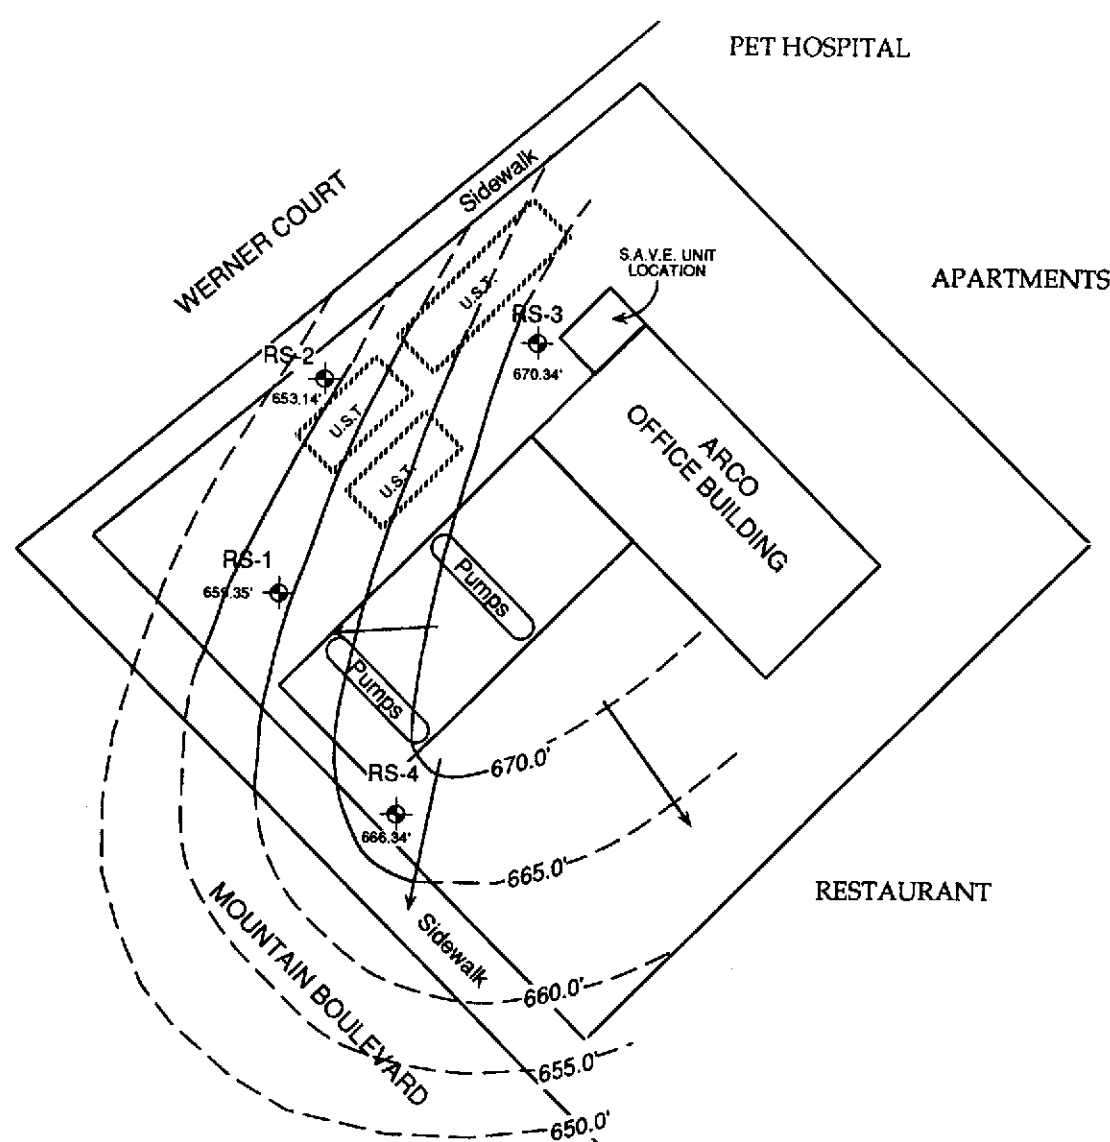 PET HOSPITAL
Sidewalk
WERNER COURT
S.A.V.E. UNIT
LOCATION
APARTMENTS
U.S.T.
RS-3
670.34'
RS-2
653.14'
U.S.T
U.S.T.
ARCO
OFFICE BUILDING
RS-1
659.35'
Pumps
Pumps
670.0'
RS-4
666.34'
665.0'
RESTAURANT
Sidewalk
MOUNTAIN BOULEVARD
660.0'
655.0'
650.0'